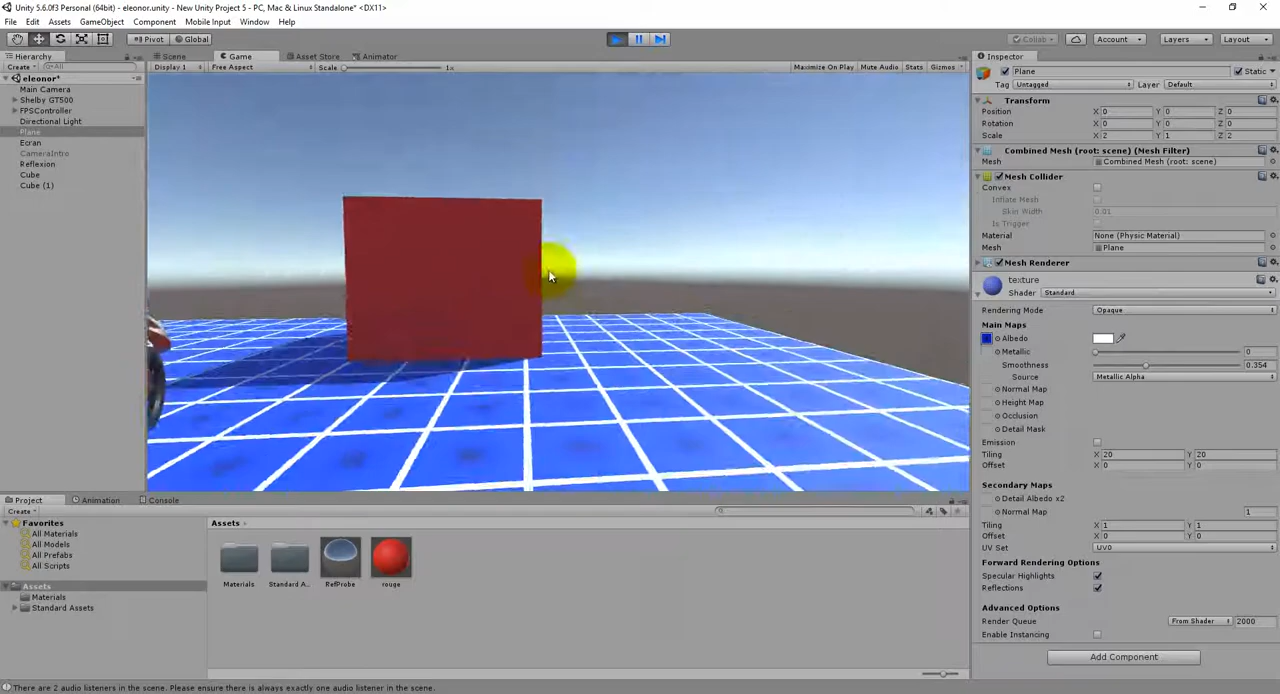 Unity 5.6.0f3 Personal (64bit) - eleonor.unity - New Unity Project 5 - PC, Mac & Linux Standalone* <DX11>
File Edit Assets GameObject Component Mobile Input Window Help
Pivot Global Collab Account Layers Layout
Hierarchy
Create All
eleonor*
Main Camera
Shelby GT500
FPSController
Directional Light
Plane
Ecran
CameraIntro
Reflexion
Cube
Cube (1)
Scene Game Asset Store Animator
Display 1 Free Aspect Scale 1x Maximize On Play Mute Audio Stats Gizmos
Inspector
Plane Static
Tag Untagged Layer Default
Transform
Position X 0 Y 0 Z 0
Rotation X 0 Y 0 Z 0
Scale X 2 Y 1 Z 2
Combined Mesh (root: scene) (Mesh Filter)
Mesh Combined Mesh (root: scene)
Mesh Collider
Convex
Inflate Mesh
Skin Width 0.01
Is Trigger
Material None (Physic Material)
Mesh Plane
Mesh Renderer
texture
Shader Standard
Rendering Mode Opaque
Main Maps
Albedo
Metallic 0
Smoothness 0.354
Source Metallic Alpha
Normal Map
Height Map
Occlusion
Detail Mask
Emission
Tiling X 20 Y 20
Offset X 0 Y 0
Secondary Maps
Detail Albedo x2
Normal Map 1
Tiling X 1 Y 1
Offset X 0 Y 0
UV Set UV0
Forward Rendering Options
Specular Highlights
Reflections
Advanced Options
Render Queue From Shader 2000
Enable Instancing
Add Component
Project Animation Console
Create
Favorites
All Materials
All Models
All Prefabs
All Scripts
Assets
Materials
Standard Assets
Assets
Materials Standard A... RefProbe rouge
There are 2 audio listeners in the scene. Please ensure there is always exactly one audio listener in the scene.